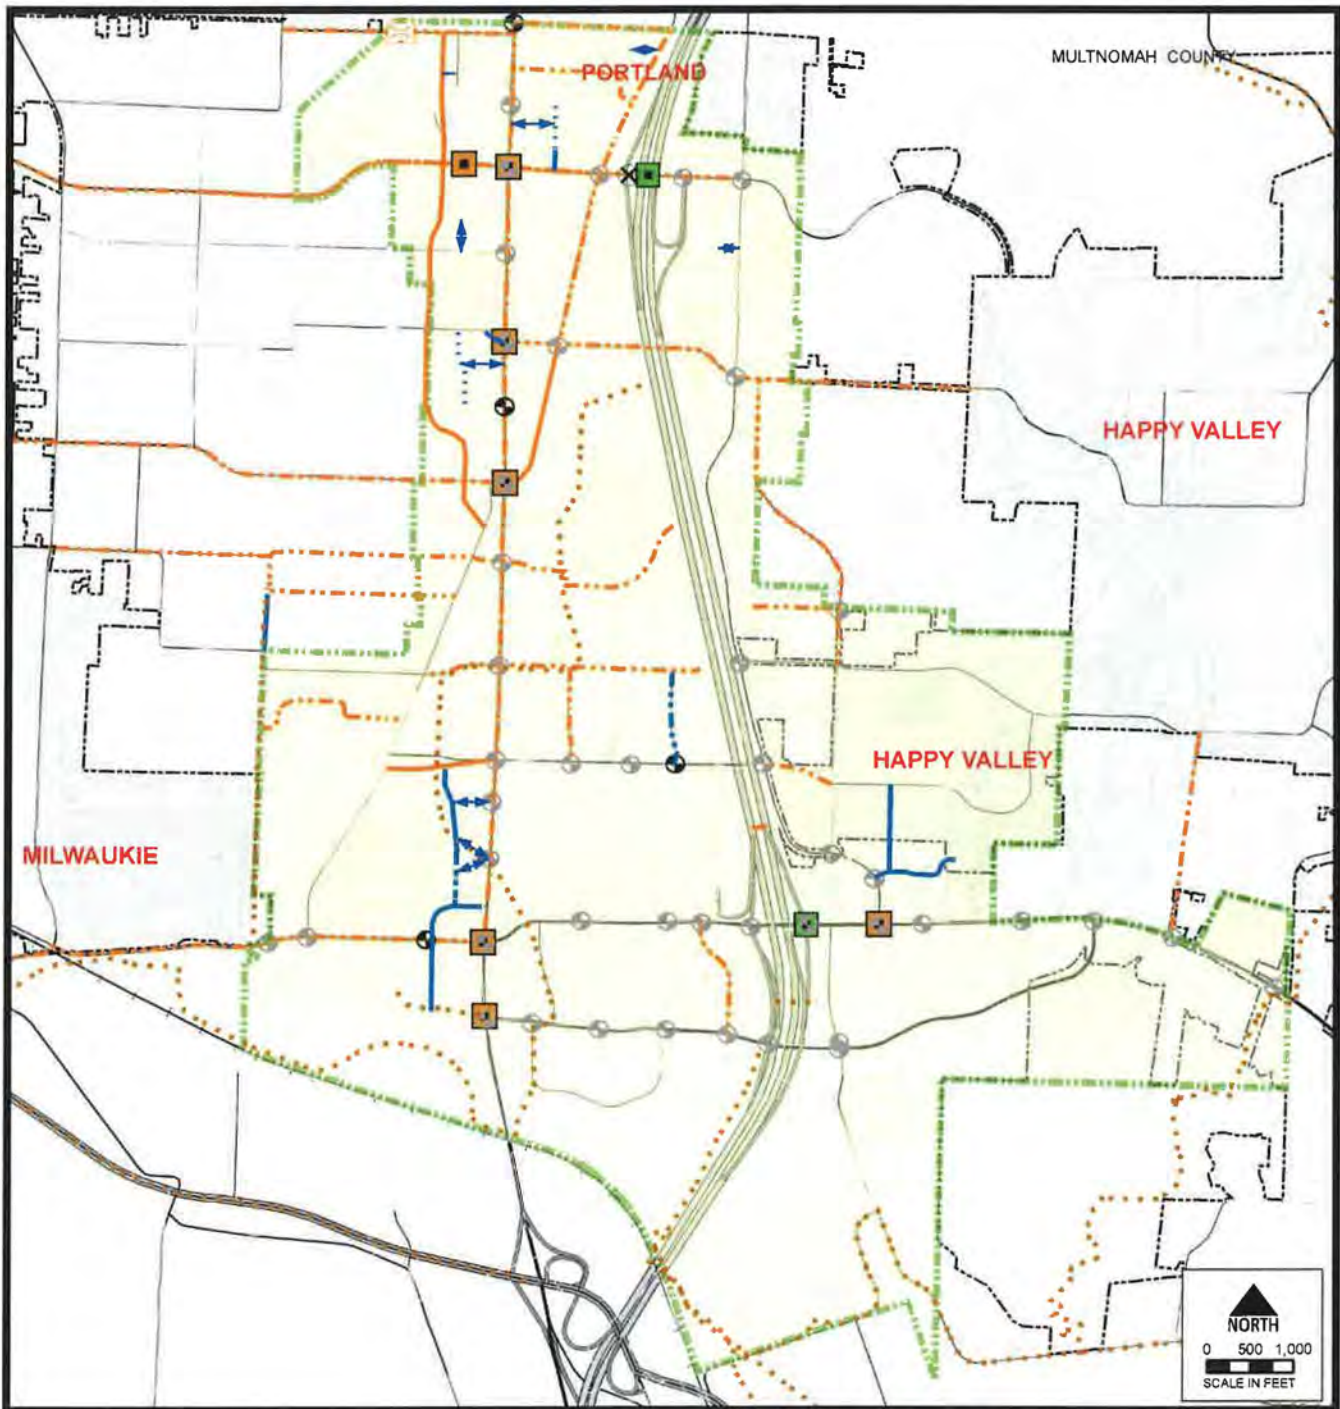 MULTNOMAH COUNTY
PORTLAND
HAPPY VALLEY
HAPPY VALLEY
MILWAUKIE
NORTH
0 500 1,000
SCALE IN FEET